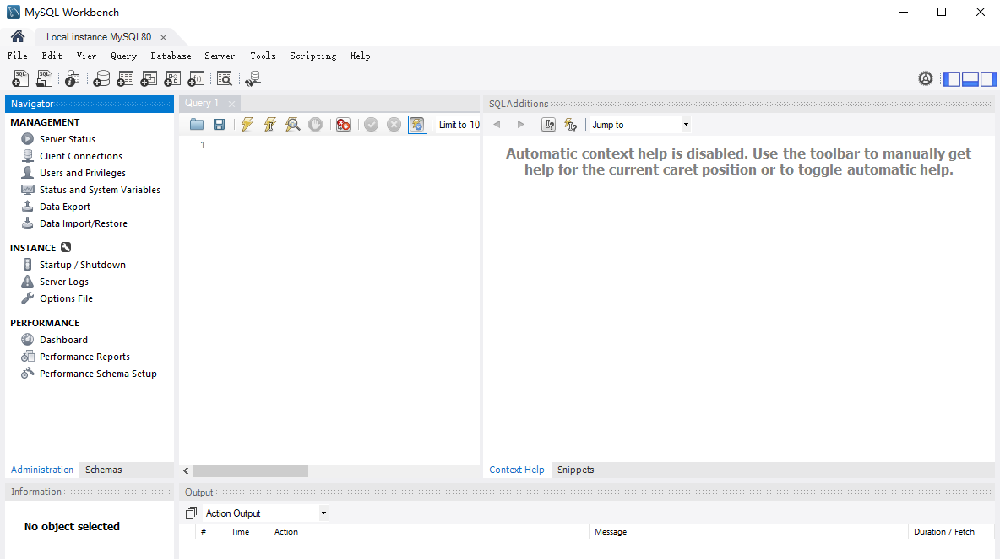 MySQL Workbench
Local instance MySQL80
File Edit View Query Database Server Tools Scripting Help
Navigator
MANAGEMENT
Server Status
Client Connections
Users and Privileges
Status and System Variables
Data Export
Data Import/Restore
INSTANCE
Startup / Shutdown
Server Logs
Options File
PERFORMANCE
Dashboard
Performance Reports
Performance Schema Setup
Administration Schemas
Information
No object selected
Query 1
Limit to 10
1
SQLAdditions
Jump to
Automatic context help is disabled. Use the toolbar to manually get
help for the current caret position or to toggle automatic help.
Context Help Snippets
Output
Action Output
# Time Action Message Duration / Fetch